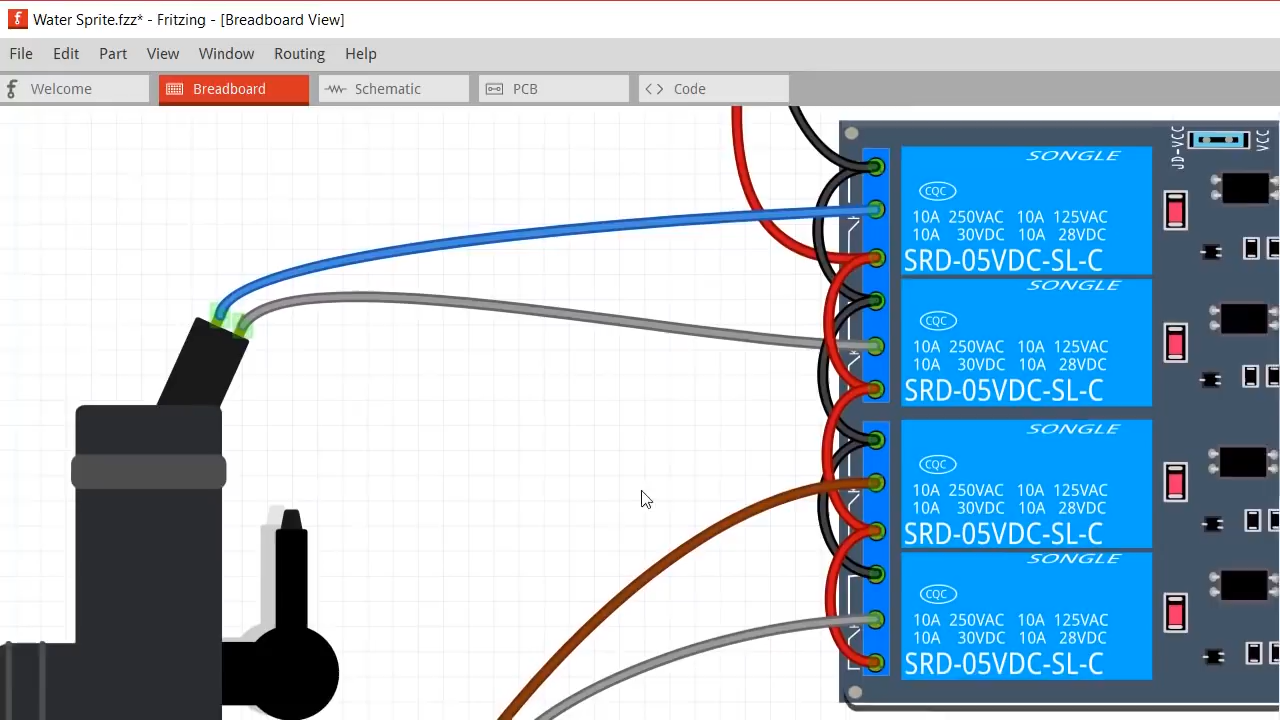 Water Sprite.fzz* - Fritzing - [Breadboard View]
File Edit Part View Window Routing Help
Welcome Breadboard Schematic PCB Code
SONGLE
CQC
10A 250VAC 10A 125VAC
10A 30VDC 10A 28VDC
SRD-05VDC-SL-C
JD-VCC
VCC
SONGLE
CQC
10A 250VAC 10A 125VAC
10A 30VDC 10A 28VDC
SRD-05VDC-SL-C
SONGLE
CQC
10A 250VAC 10A 125VAC
10A 30VDC 10A 28VDC
SRD-05VDC-SL-C
SONGLE
CQC
10A 250VAC 10A 125VAC
10A 30VDC 10A 28VDC
SRD-05VDC-SL-C